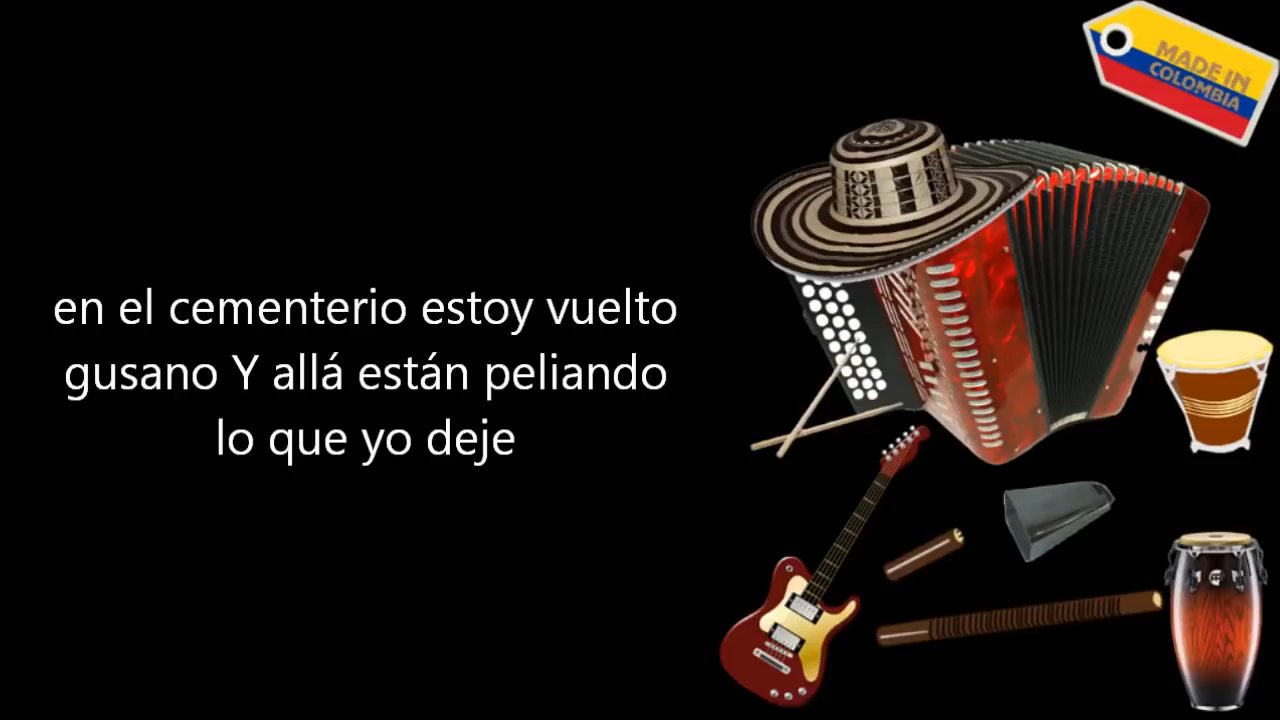 MADE IN
COLOMBIA
en el cementerio estoy vuelto
gusano Y allá están peliando
lo que yo deje